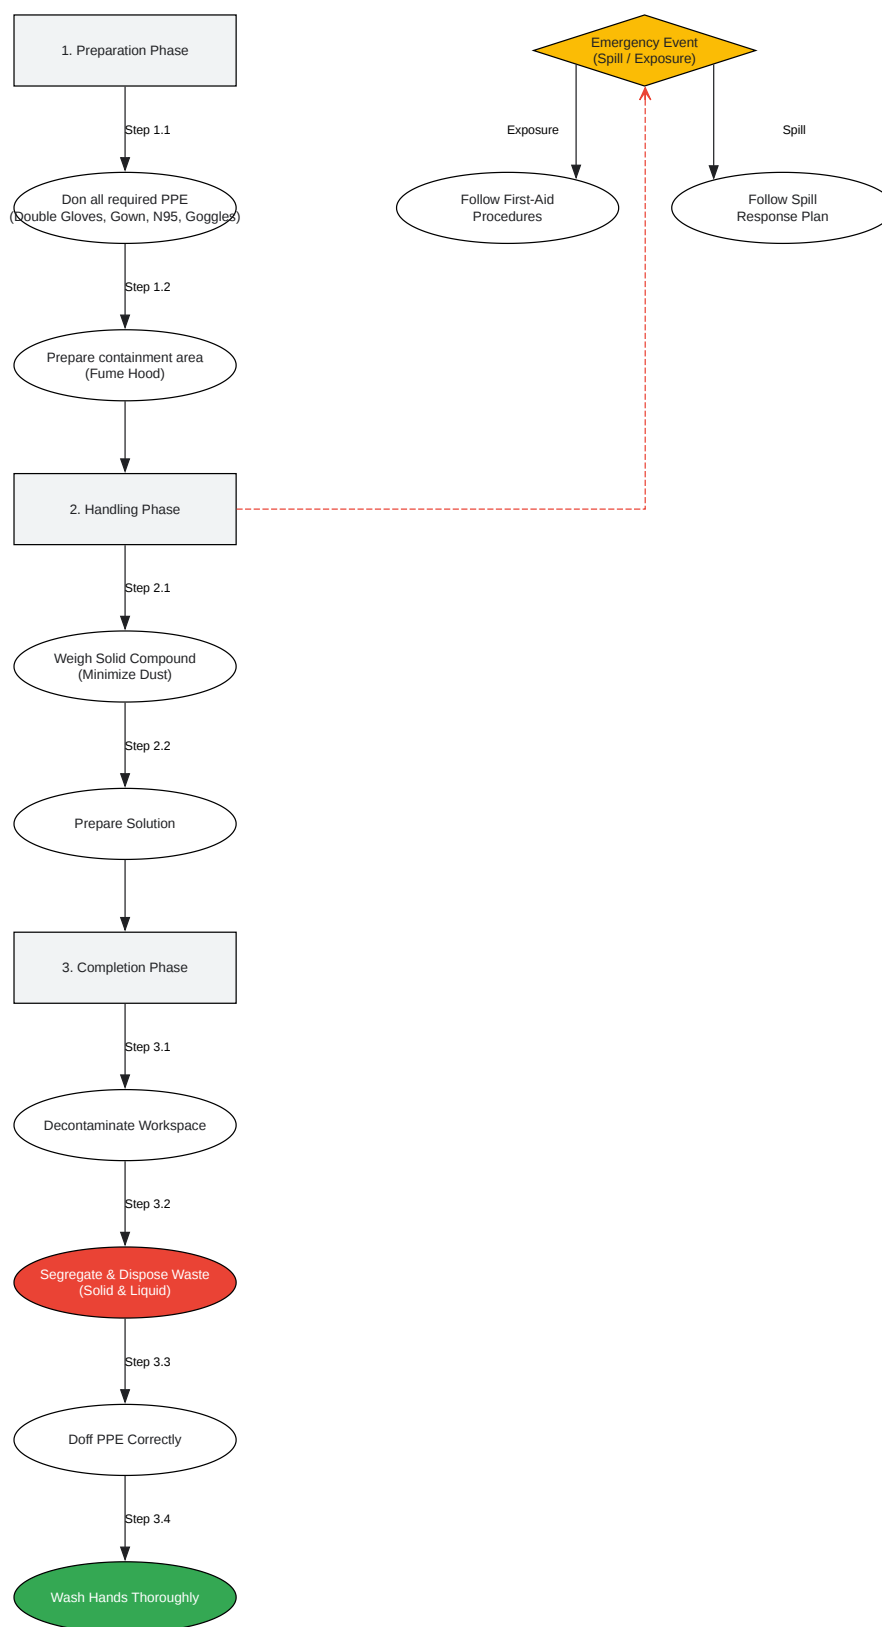 1. Preparation Phase
Step 1.1
Don all required PPE
(Double Gloves, Gown, N95, Goggles)
Step 1.2
Prepare containment area
(Fume Hood)
2. Handling Phase
Step 2.1
Weigh Solid Compound
(Minimize Dust)
Step 2.2
Prepare Solution
3. Completion Phase
Step 3.1
Decontaminate Workspace
Step 3.2
Segregate & Dispose Waste
(Solid & Liquid)
Step 3.3
Doff PPE Correctly
Step 3.4
Wash Hands Thoroughly
Emergency Event
(Spill / Exposure)
Exposure
Follow First-Aid
Procedures
Spill
Follow Spill
Response Plan